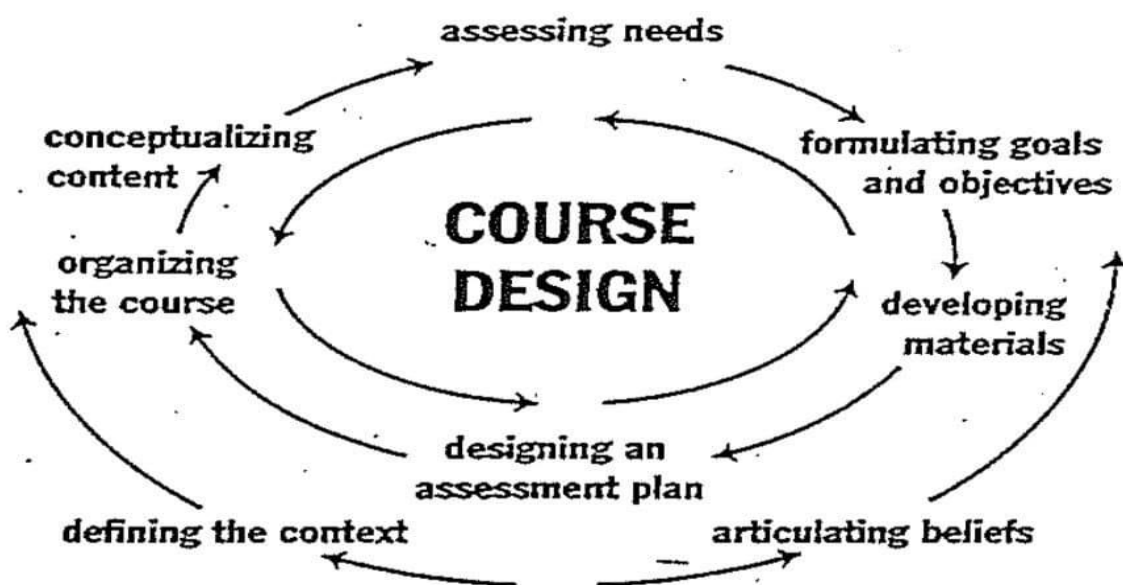 assessing needs
conceptualizing
content
formulating goals
and objectives
COURSE
DESIGN
organizing
the course
developing
materials
designing an
assessment plan
defining the context
articulating beliefs